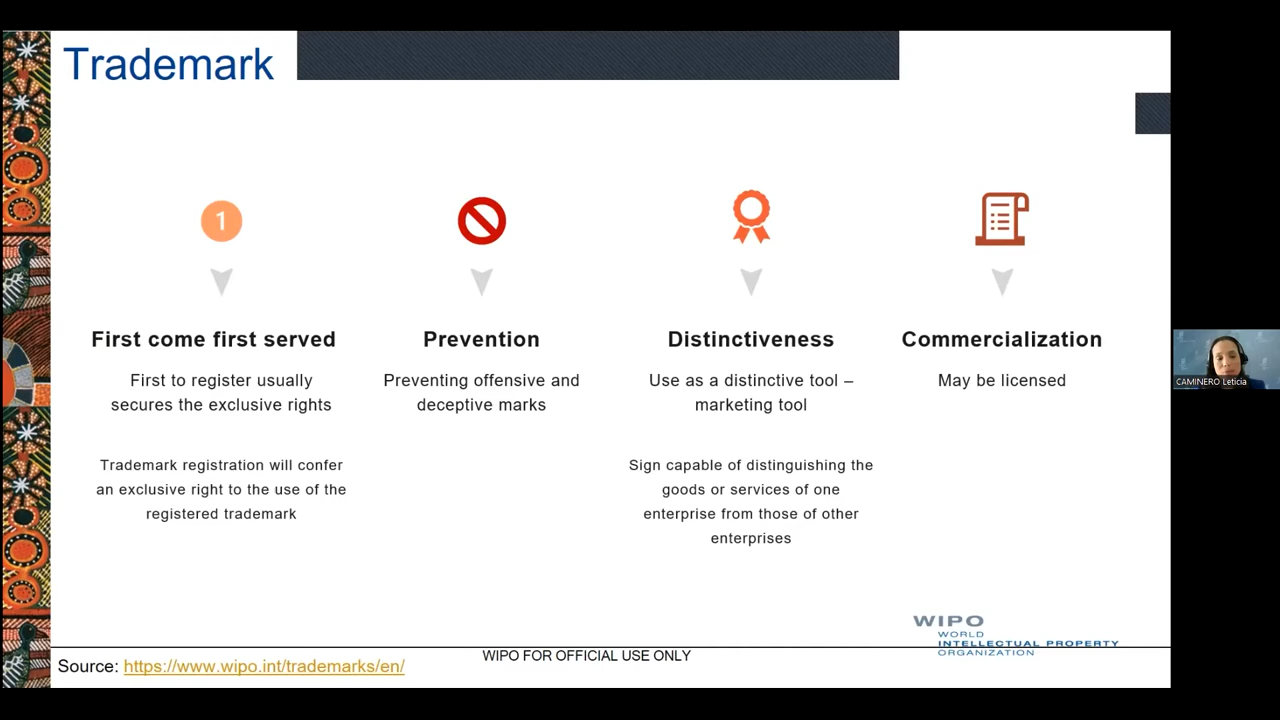 Trademark
1
First come first served
First to register usually
secures the exclusive rights
Trademark registration will confer
an exclusive right to the use of the
registered trademark
Prevention
Preventing offensive and
deceptive marks
Distinctiveness
Use as a distinctive tool –
marketing tool
Sign capable of distinguishing the
goods or services of one
enterprise from those of other
enterprises
Commercialization
May be licensed
CAMINERO Leticia
WIPO
WORLD
INTELLECTUAL PROPERTY
ORGANIZATION
WIPO FOR OFFICIAL USE ONLY
Source: https://www.wipo.int/trademarks/en/